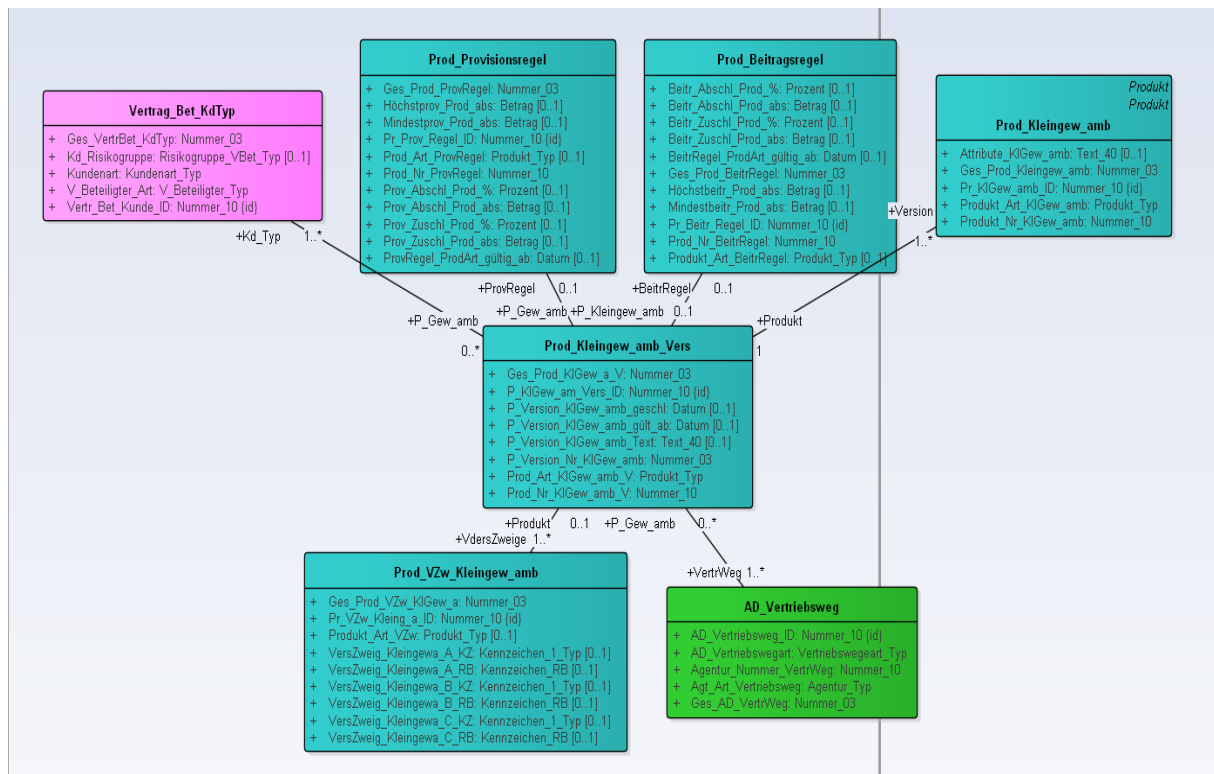 Vertrag_Bet_KdTyp
+ Ges_VertrBet_KdTyp: Nummer_03
+ Kd_Risikogruppe: Risikogruppe_VBet_Typ [0..1]
+ Kundenart: Kundenart_Typ
+ V_Beteiligter_Art: V_Beteiligter_Typ
+ Vertr_Bet_Kunde_ID: Nummer_10 {id}
Prod_Provisionsregel
+ Ges_Prod_ProvRegel: Nummer_03
+ Höchstprov_Prod_abs: Betrag [0..1]
+ Mindestprov_Prod_abs: Betrag [0..1]
+ Pr_Prov_Regel_ID: Nummer_10 {id}
+ Prod_Art_ProvRegel: Produkt_Typ [0..1]
+ Prod_Nr_ProvRegel: Nummer_10
+ Prov_Abschl_Prod_%: Prozent [0..1]
+ Prov_Abschl_Prod_abs: Betrag [0..1]
+ Prov_Zuschl_Prod_%: Prozent [0..1]
+ Prov_Zuschl_Prod_abs: Betrag [0..1]
+ ProvRegel_ProdArt_gültig_ab: Datum [0..1]
Prod_Beitragsregel
+ Beitr_Abschl_Prod_%: Prozent [0..1]
+ Beitr_Abschl_Prod_abs: Betrag [0..1]
+ Beitr_Zuschl_Prod_%: Prozent [0..1]
+ Beitr_Zuschl_Prod_abs: Betrag [0..1]
+ BeitrRegel_ProdArt_gültig_ab: Datum [0..1]
+ Ges_Prod_BeitrRegel: Nummer_03
+ Höchstbeitr_Prod_abs: Betrag [0..1]
+ Mindestbeitr_Prod_abs: Betrag [0..1]
+ Pr_Beitr_Regel_ID: Nummer_10 {id}
+ Prod_Nr_BeitrRegel: Nummer_10
+ Produkt_Art_BeitrRegel: Produkt_Typ [0..1]
Produkt
Produkt
Prod_Kleingew_amb
+ Attribute_KlGew_amb: Text_40 [0..1]
+ Ges_Prod_Kleingew_amb: Nummer_03
+ Pr_KlGew_amb_ID: Nummer_10 {id}
+ Produkt_Art_KlGew_amb: Produkt_Typ
+ Produkt_Nr_KlGew_amb: Nummer_10
+Kd_Typ 1..*
+P_Gew_amb
0..*
+ProvRegel 0..1
+P_Gew_amb
+BeitrRegel 0..1
+P_Kleingew_amb 0..1
+Version
1..*
+Produkt
1
Prod_Kleingew_amb_Vers
+ Ges_Prod_KlGew_a_V: Nummer_03
+ P_KlGew_am_Vers_ID: Nummer_10 {id}
+ P_Version_KlGew_amb_geschl: Datum [0..1]
+ P_Version_KlGew_amb_gült_ab: Datum [0..1]
+ P_Version_KlGew_amb_Text: Text_40 [0..1]
+ P_Version_Nr_KlGew_amb: Nummer_03
+ Prod_Art_KlGew_amb_V: Produkt_Typ
+ Prod_Nr_KlGew_amb_V: Nummer_10
+Produkt 0..1
+VdersZweige 1..*
+P_Gew_amb 0..*
+VertrWeg 1..*
Prod_VZw_Kleingew_amb
+ Ges_Prod_VZw_KlGew_a: Nummer_03
+ Pr_VZw_Kleing_a_ID: Nummer_10 {id}
+ Produkt_Art_VZw: Produkt_Typ [0..1]
+ VersZweig_Kleingewa_A_KZ: Kennzeichen_1_Typ [0..1]
+ VersZweig_Kleingewa_A_RB: Kennzeichen_RB [0..1]
+ VersZweig_Kleingewa_B_KZ: Kennzeichen_1_Typ [0..1]
+ VersZweig_Kleingewa_B_RB: Kennzeichen_RB [0..1]
+ VersZweig_Kleingewa_C_KZ: Kennzeichen_1_Typ [0..1]
+ VersZweig_Kleingewa_C_RB: Kennzeichen_RB [0..1]
AD_Vertriebsweg
+ AD_Vertriebsweg_ID: Nummer_10 {id}
+ AD_Vertriebswegart: Vertriebswegeart_Typ
+ Agentur_Nummer_VertrWeg: Nummer_10
+ Agt_Art_Vertriebsweg: Agentur_Typ
+ Ges_AD_VertrWeg: Nummer_03